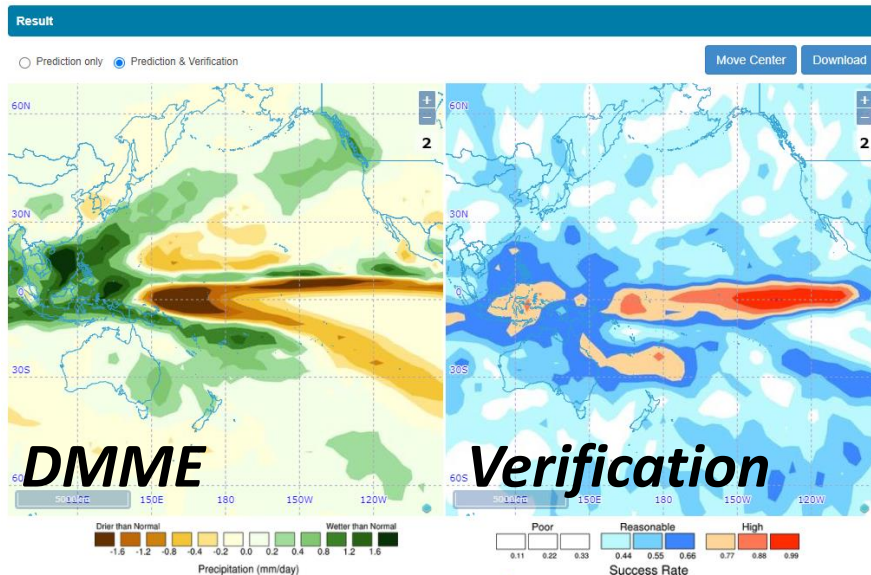 Result
Prediction only Prediction & Verification
Move Center Download
+ +
− −
2 2
60N 60N
30N 30N
0 0
30S 30S
DMME Verification
60S 60S
150E 180 150W 120W 150E 180 150W 120W
Drier than Normal Wetter than Normal
-1.6 -1.2 -0.8 -0.4 -0.2 0.0 0.2 0.4 0.8 1.2 1.6
Precipitation (mm/day)
Poor Reasonable High
0.11 0.22 0.33 0.44 0.55 0.66 0.77 0.88 0.99
Success Rate